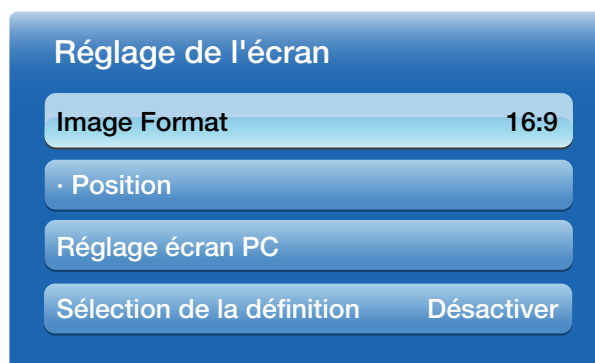 Réglage de l'écran
Image Format 16:9
· Position
Réglage écran PC
Sélection de la définition Désactiver